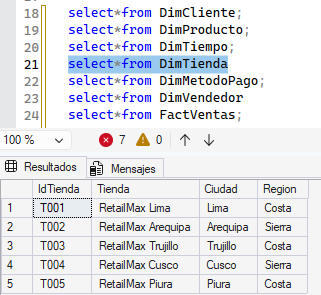 18 select*from DimCliente;
19 select*from DimProducto;
20 select*from DimTiempo;
21 select*from DimTienda
22 select*from DimMetodoPago;
23 select*from DimVendedor
24 select*from FactVentas;
100 % 7 0
Resultados Mensajes
IdTienda Tienda Ciudad Region
1 T001 RetailMax Lima Lima Costa
2 T002 RetailMax Arequipa Arequipa Sierra
3 T003 RetailMax Trujillo Trujillo Costa
4 T004 RetailMax Cusco Cusco Sierra
5 T005 RetailMax Piura Piura Costa